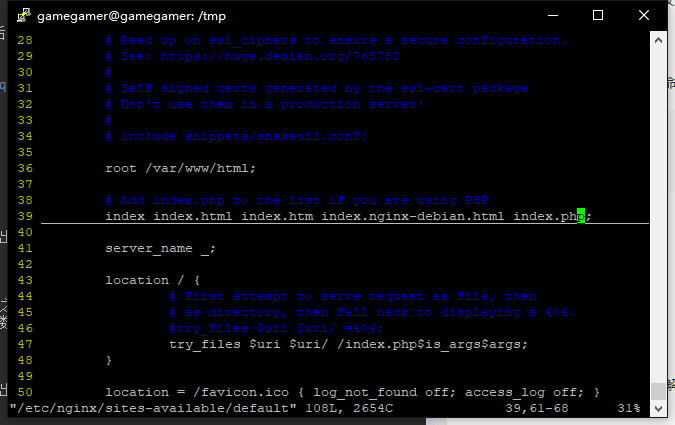 gamegamer@gamegamer: /tmp
28 # Read up on ssl_ciphers to ensure a secure configuration.
29 # See: https://bugs.debian.org/765782
30 #
31 # Self signed certs generated by the ssl-cert package
32 # Don't use them in a production server!
33 #
34 # include snippets/snakeoil.conf;
35
36 root /var/www/html;
37
38 # Add index.php to the list if you are using PHP
39 index index.html index.htm index.nginx-debian.html index.php;
40
41 server_name _;
42
43 location / {
44 # First attempt to serve request as file, then
45 # as directory, then fall back to displaying a 404.
46 #try_files $uri $uri/ =404;
47 try_files $uri $uri/ /index.php$is_args$args;
48 }
49
50 location = /favicon.ico { log_not_found off; access_log off; }
"/etc/nginx/sites-available/default" 108L, 2654C 39,61-68 31%